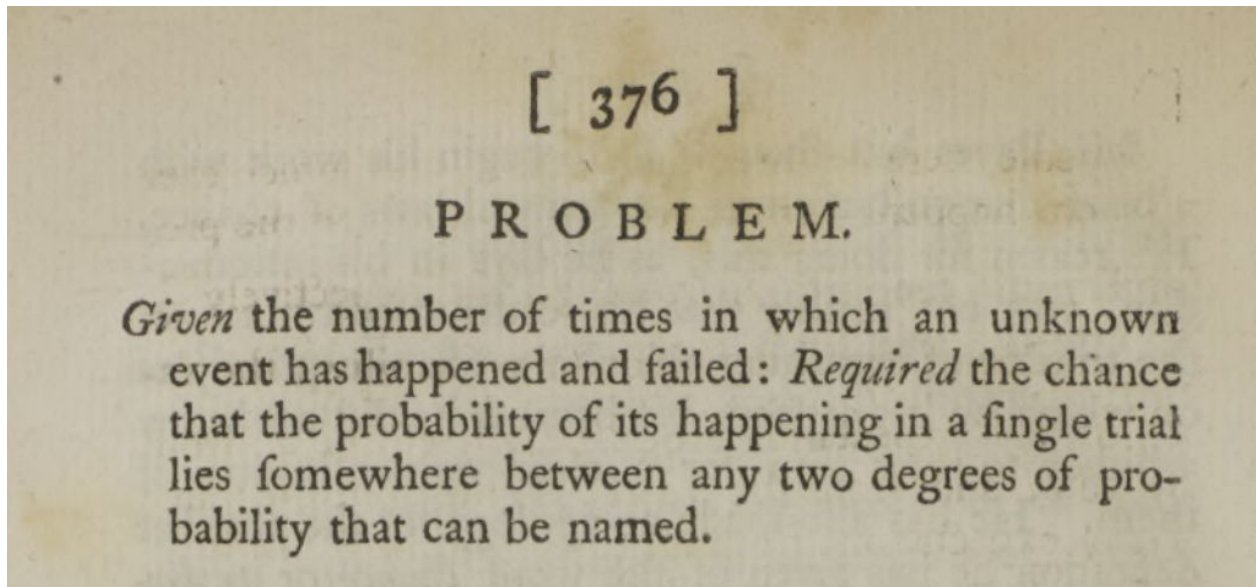 [ 376 ]
PROBLEM.
Given the number of times in which an unknown
event has happened and failed: Required the chance
that the probability of its happening in a ſingle trial
lies ſomewhere between any two degrees of pro-
bability that can be named.